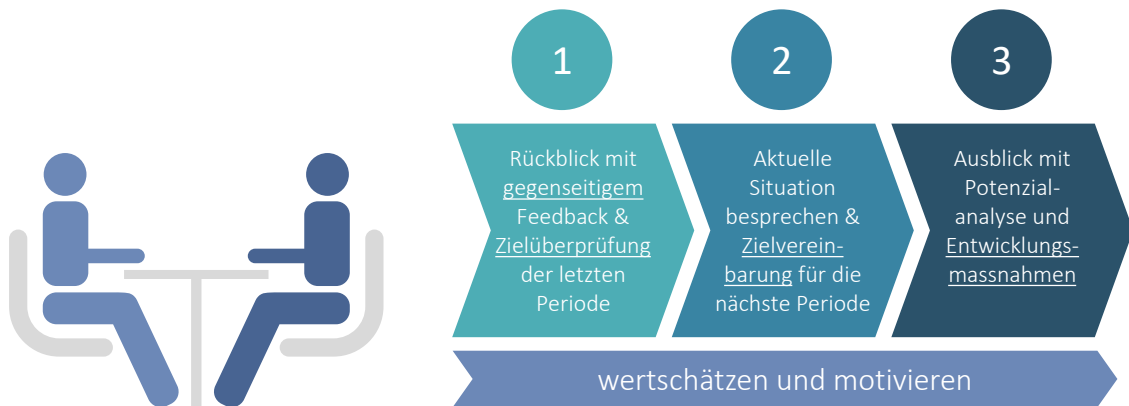 1
Rückblick mit
gegenseitigem
Feedback &
Zielüberprüfung
der letzten
Periode
2
Aktuelle
Situation
besprechen &
Zielverein-
barung für die
nächste Periode
3
Ausblick mit
Potenzial-
analyse und
Entwicklungs-
massnahmen
wertschätzen und motivieren